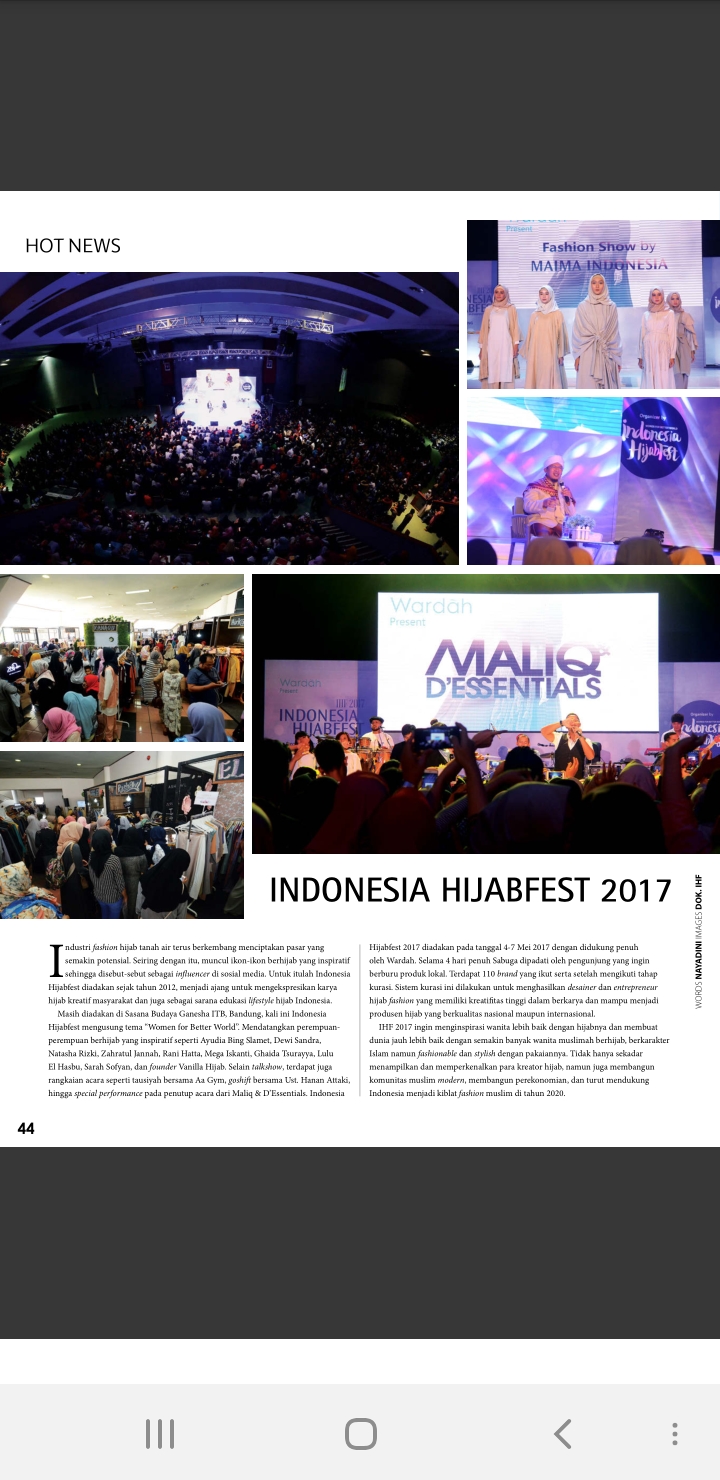 HOT NEWS
Wardah
Present
Fashion Show by
MAIMA INDONESIA
Organized by
indonesia
Hijabfest
Wardah
Present
MALIQ
D'ESSENTIALS
Wardah
Present
IHF 2017
INDONESIA
HIJABFEST
Organized by
indonesia
INDONESIA HIJABFEST 2017
WORDS NAYADINI IMAGES DOK. IHF
Industri fashion hijab tanah air terus berkembang menciptakan pasar yang
semakin potensial. Seiring dengan itu, muncul ikon-ikon berhijab yang inspiratif
sehingga disebut-sebut sebagai influencer di sosial media. Untuk itulah Indonesia
Hijabfest diadakan sejak tahun 2012, menjadi ajang untuk mengekspresikan karya
hijab kreatif masyarakat dan juga sebagai sarana edukasi lifestyle hijab Indonesia.
Masih diadakan di Sasana Budaya Ganesha ITB, Bandung, kali ini Indonesia
Hijabfest mengusung tema “Women for Better World”. Mendatangkan perempuan-
perempuan berhijab yang inspiratif seperti Ayudia Bing Slamet, Dewi Sandra,
Natasha Rizki, Zahratul Jannah, Rani Hatta, Mega Iskanti, Ghaida Tsurayya, Lulu
El Hasbu, Sarah Sofyan, dan founder Vanilla Hijab. Selain talkshow, terdapat juga
rangkaian acara seperti tausiyah bersama Aa Gym, goshift bersama Ust. Hanan Attaki,
hingga special performance pada penutup acara dari Maliq & D'Essentials. Indonesia
Hijabfest 2017 diadakan pada tanggal 4-7 Mei 2017 dengan didukung penuh
oleh Wardah. Selama 4 hari penuh Sabuga dipadati oleh pengunjung yang ingin
berburu produk lokal. Terdapat 110 brand yang ikut serta setelah mengikuti tahap
kurasi. Sistem kurasi ini dilakukan untuk menghasilkan desainer dan entrepreneur
hijab fashion yang memiliki kreatifitas tinggi dalam berkarya dan mampu menjadi
produsen hijab yang berkualitas nasional maupun internasional.
IHF 2017 ingin menginspirasi wanita lebih baik dengan hijabnya dan membuat
dunia jauh lebih baik dengan semakin banyak wanita muslimah berhijab, berkarakter
Islam namun fashionable dan stylish dengan pakaiannya. Tidak hanya sekadar
menampilkan dan memperkenalkan para kreator hijab, namun juga membangun
komunitas muslim modern, membangun perekonomian, dan turut mendukung
Indonesia menjadi kiblat fashion muslim di tahun 2020.
44